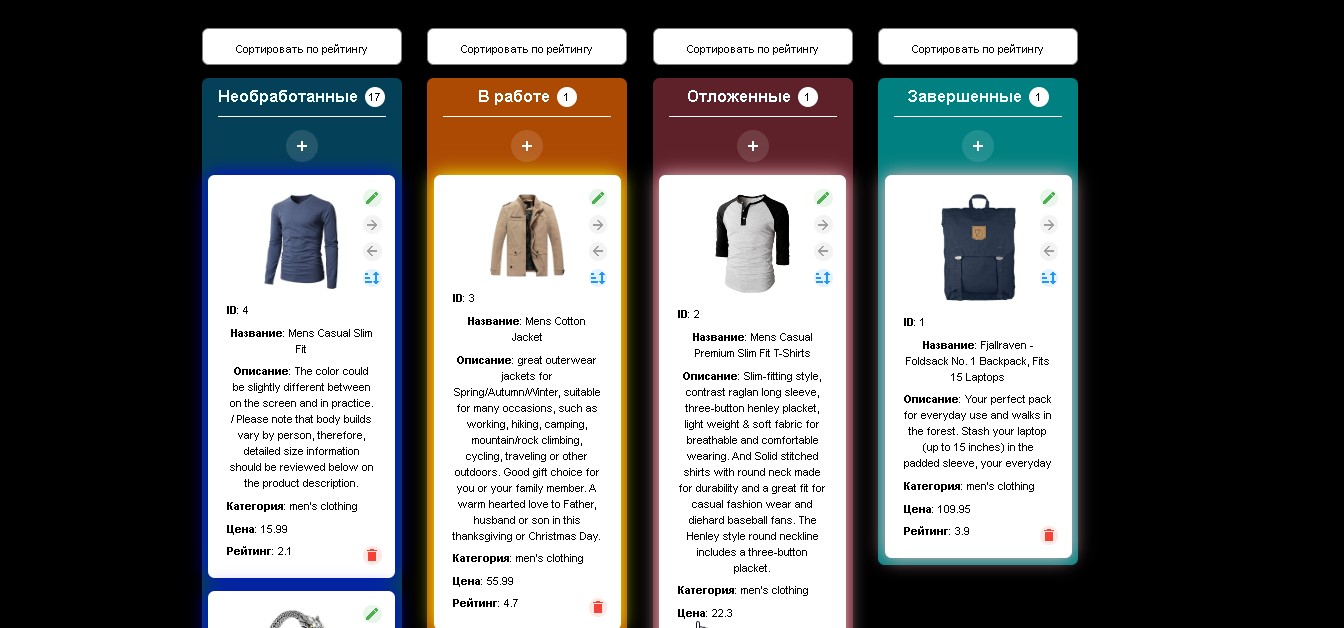 Сортировать по рейтингу
Сортировать по рейтингу
Сортировать по рейтингу
Сортировать по рейтингу
Необработанные 17
+
ID: 4
Название: Mens Casual Slim
Fit
Описание: The color could
be slightly different between
on the screen and in practice.
/ Please note that body builds
vary by person, therefore,
detailed size information
should be reviewed below on
the product description.
Категория: men's clothing
Цена: 15.99
Рейтинг: 2.1
В работе 1
+
ID: 3
Название: Mens Cotton
Jacket
Описание: great outerwear
jackets for
Spring/Autumn/Winter, suitable
for many occasions, such as
working, hiking, camping,
mountain/rock climbing,
cycling, traveling or other
outdoors. Good gift choice for
you or your family member. A
warm hearted love to Father,
husband or son in this
thanksgiving or Christmas Day.
Категория: men's clothing
Цена: 55.99
Рейтинг: 4.7
Отложенные 1
+
ID: 2
Название: Mens Casual
Premium Slim Fit T-Shirts
Описание: Slim-fitting style,
contrast raglan long sleeve,
three-button henley placket,
light weight & soft fabric for
breathable and comfortable
wearing. And Solid stitched
shirts with round neck made
for durability and a great fit for
casual fashion wear and
diehard baseball fans. The
Henley style round neckline
includes a three-button
placket.
Категория: men's clothing
Цена: 22.3
Завершенные 1
+
ID: 1
Название: Fjallraven -
Foldsack No. 1 Backpack, Fits
15 Laptops
Описание: Your perfect pack
for everyday use and walks in
the forest. Stash your laptop
(up to 15 inches) in the
padded sleeve, your everyday
Категория: men's clothing
Цена: 109.95
Рейтинг: 3.9